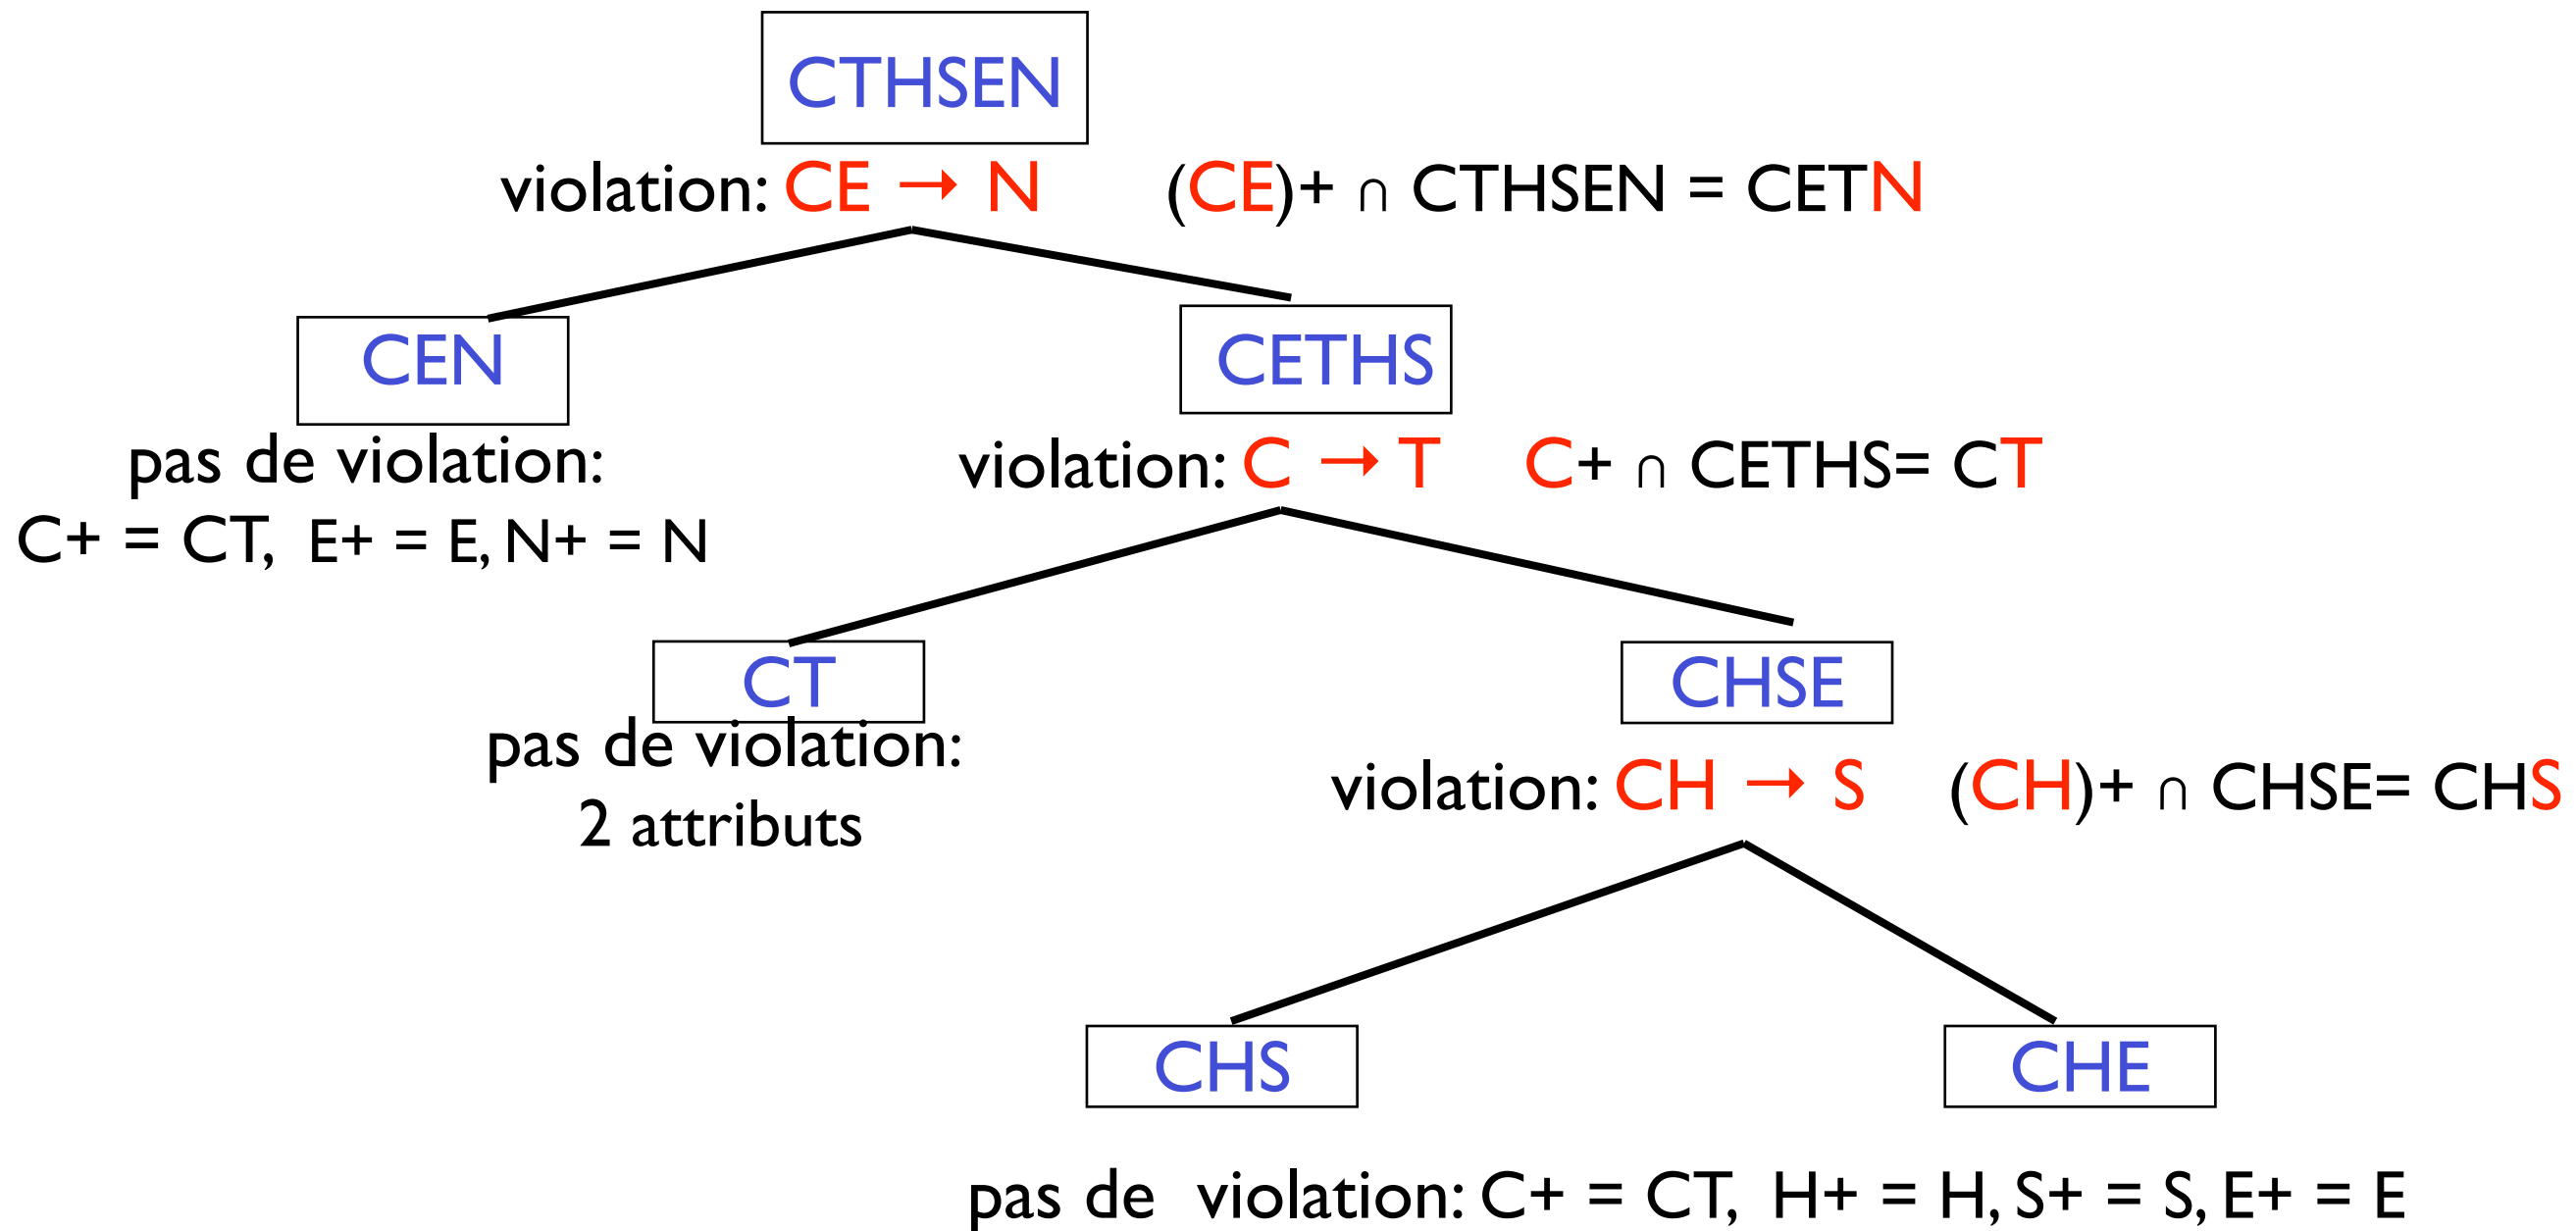 CTHSEN
violation: CE → N (CE)+ ∩ CTHSEN = CETN
CEN
CETHS
pas de violation:
C+ = CT, E+ = E, N+ = N
violation: C → T C+ ∩ CETHS= CT
CT
pas de violation:
2 attributs
CHSE
violation: CH → S (CH)+ ∩ CHSE= CHS
CHS
CHE
pas de violation: C+ = CT, H+ = H, S+ = S, E+ = E